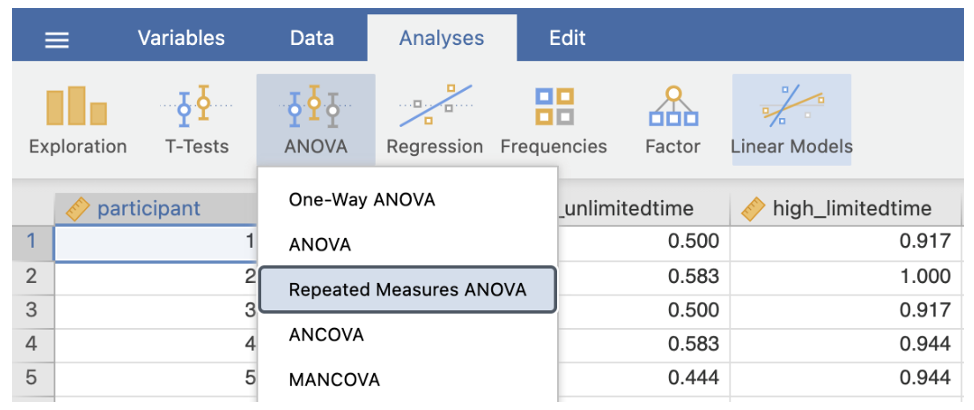 Variables Data Analyses Edit
Exploration T-Tests ANOVA Regression Frequencies Factor Linear Models
participant _unlimitedtime high_limitedtime
One-Way ANOVA
1 1 0.500 0.917
ANOVA
2 2 0.583 1.000
Repeated Measures ANOVA
3 3 0.500 0.917
ANCOVA
4 4 0.583 0.944
MANCOVA
5 5 0.444 0.944